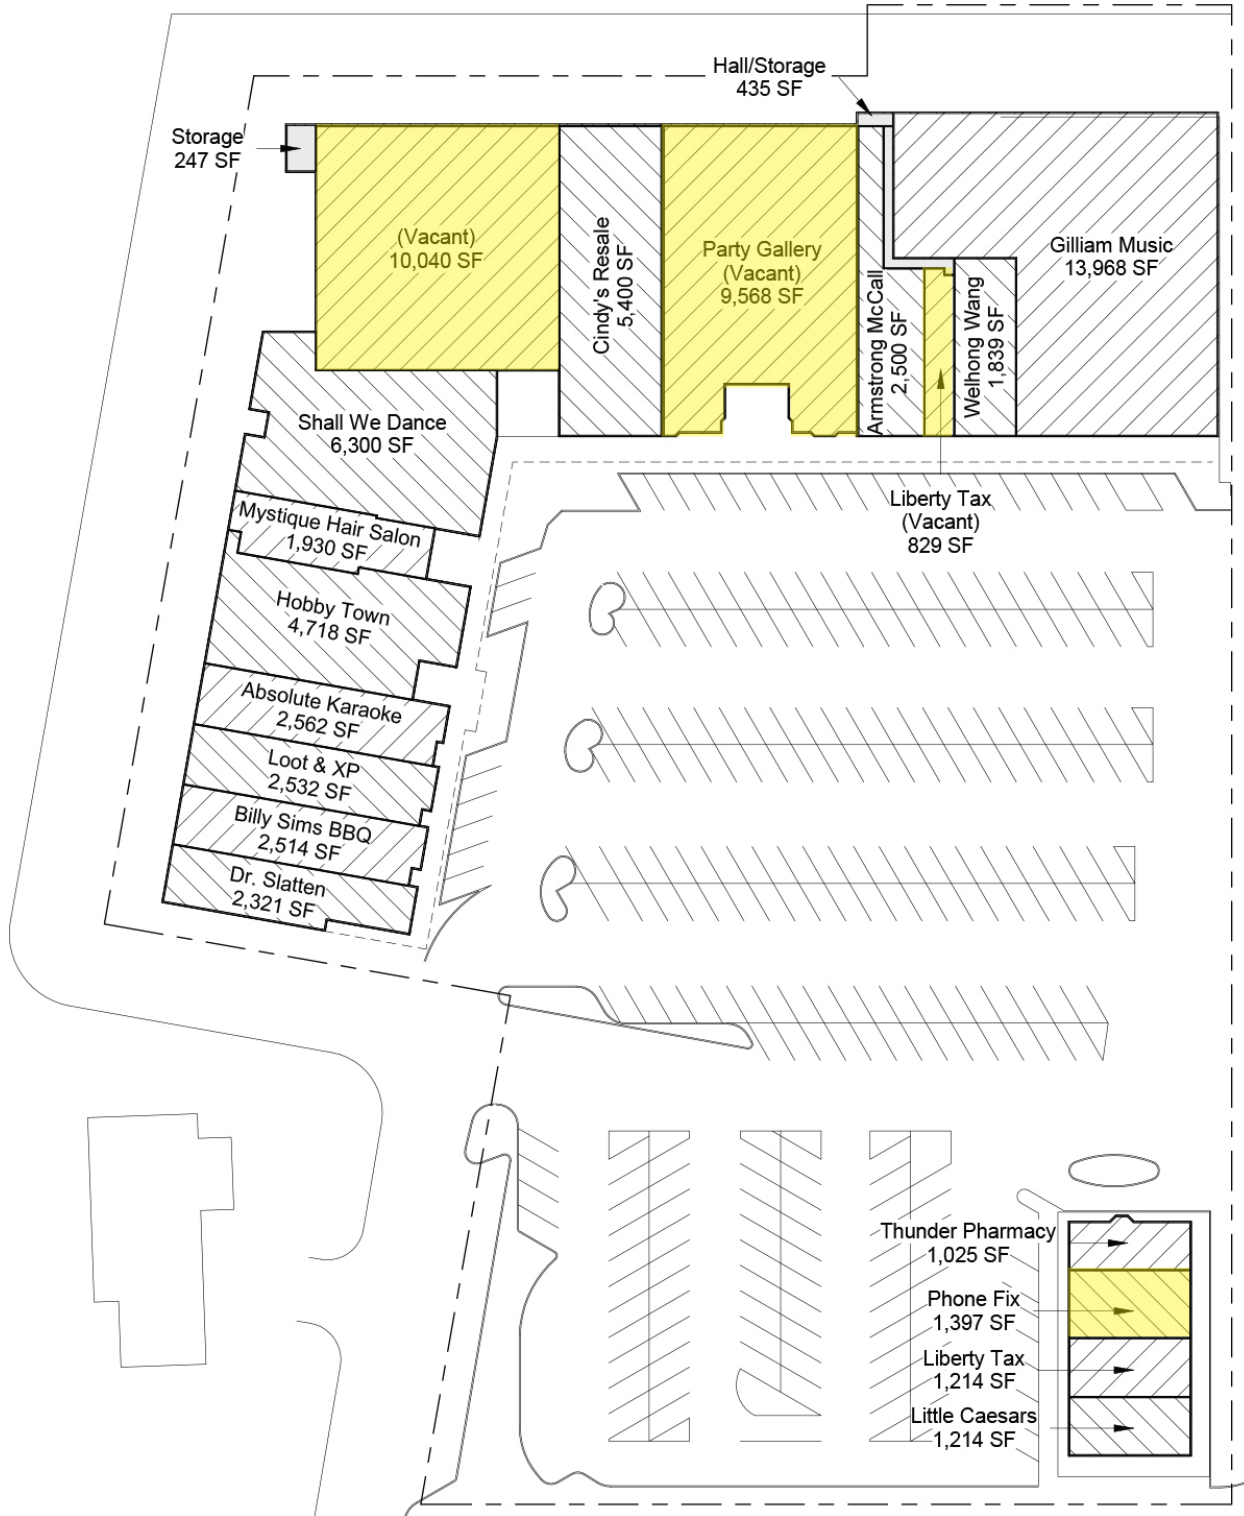 Hall/Storage
435 SF
Storage
247 SF
(Vacant)
10,040 SF
Cindy's Resale
5,400 SF
Party Gallery
(Vacant)
9,568 SF
Armstrong McCall
2,500 SF
Welhong Wang
1,839 SF
Gilliam Music
13,968 SF
Liberty Tax
(Vacant)
829 SF
Shall We Dance
6,300 SF
Mystique Hair Salon
1,930 SF
Hobby Town
4,718 SF
Absolute Karaoke
2,562 SF
Loot & XP
2,532 SF
Billy Sims BBQ
2,514 SF
Dr. Slatten
2,321 SF
Thunder Pharmacy
1,025 SF
Phone Fix
1,397 SF
Liberty Tax
1,214 SF
Little Caesars
1,214 SF